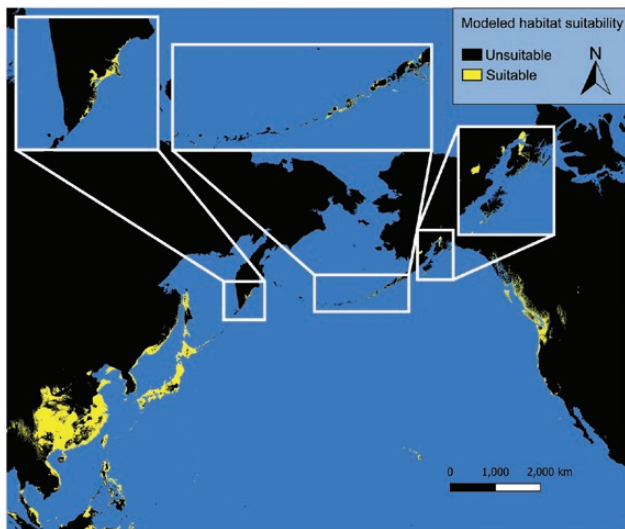 Modeled habitat suitability
Unsuitable
Suitable
N
0 1,000 2,000 km